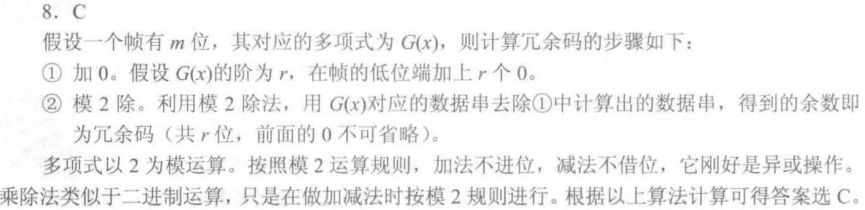 8．C
假设一个帧有 m 位，其对应的多项式为 G(x)，则计算冗余码的步骤如下：
① 加 0。假设 G(x)的阶为 r，在帧的低位端加上 r 个 0。
② 模 2 除。利用模 2 除法，用 G(x)对应的数据串去除①中计算出的数据串，得到的余数即
为冗余码（共 r 位，前面的 0 不可省略）。
多项式以 2 为模运算。按照模 2 运算规则，加法不进位，减法不借位，它刚好是异或操作。
乘除法类似于二进制运算，只是在做加减法时按模 2 规则进行。根据以上算法计算可得答案选 C。